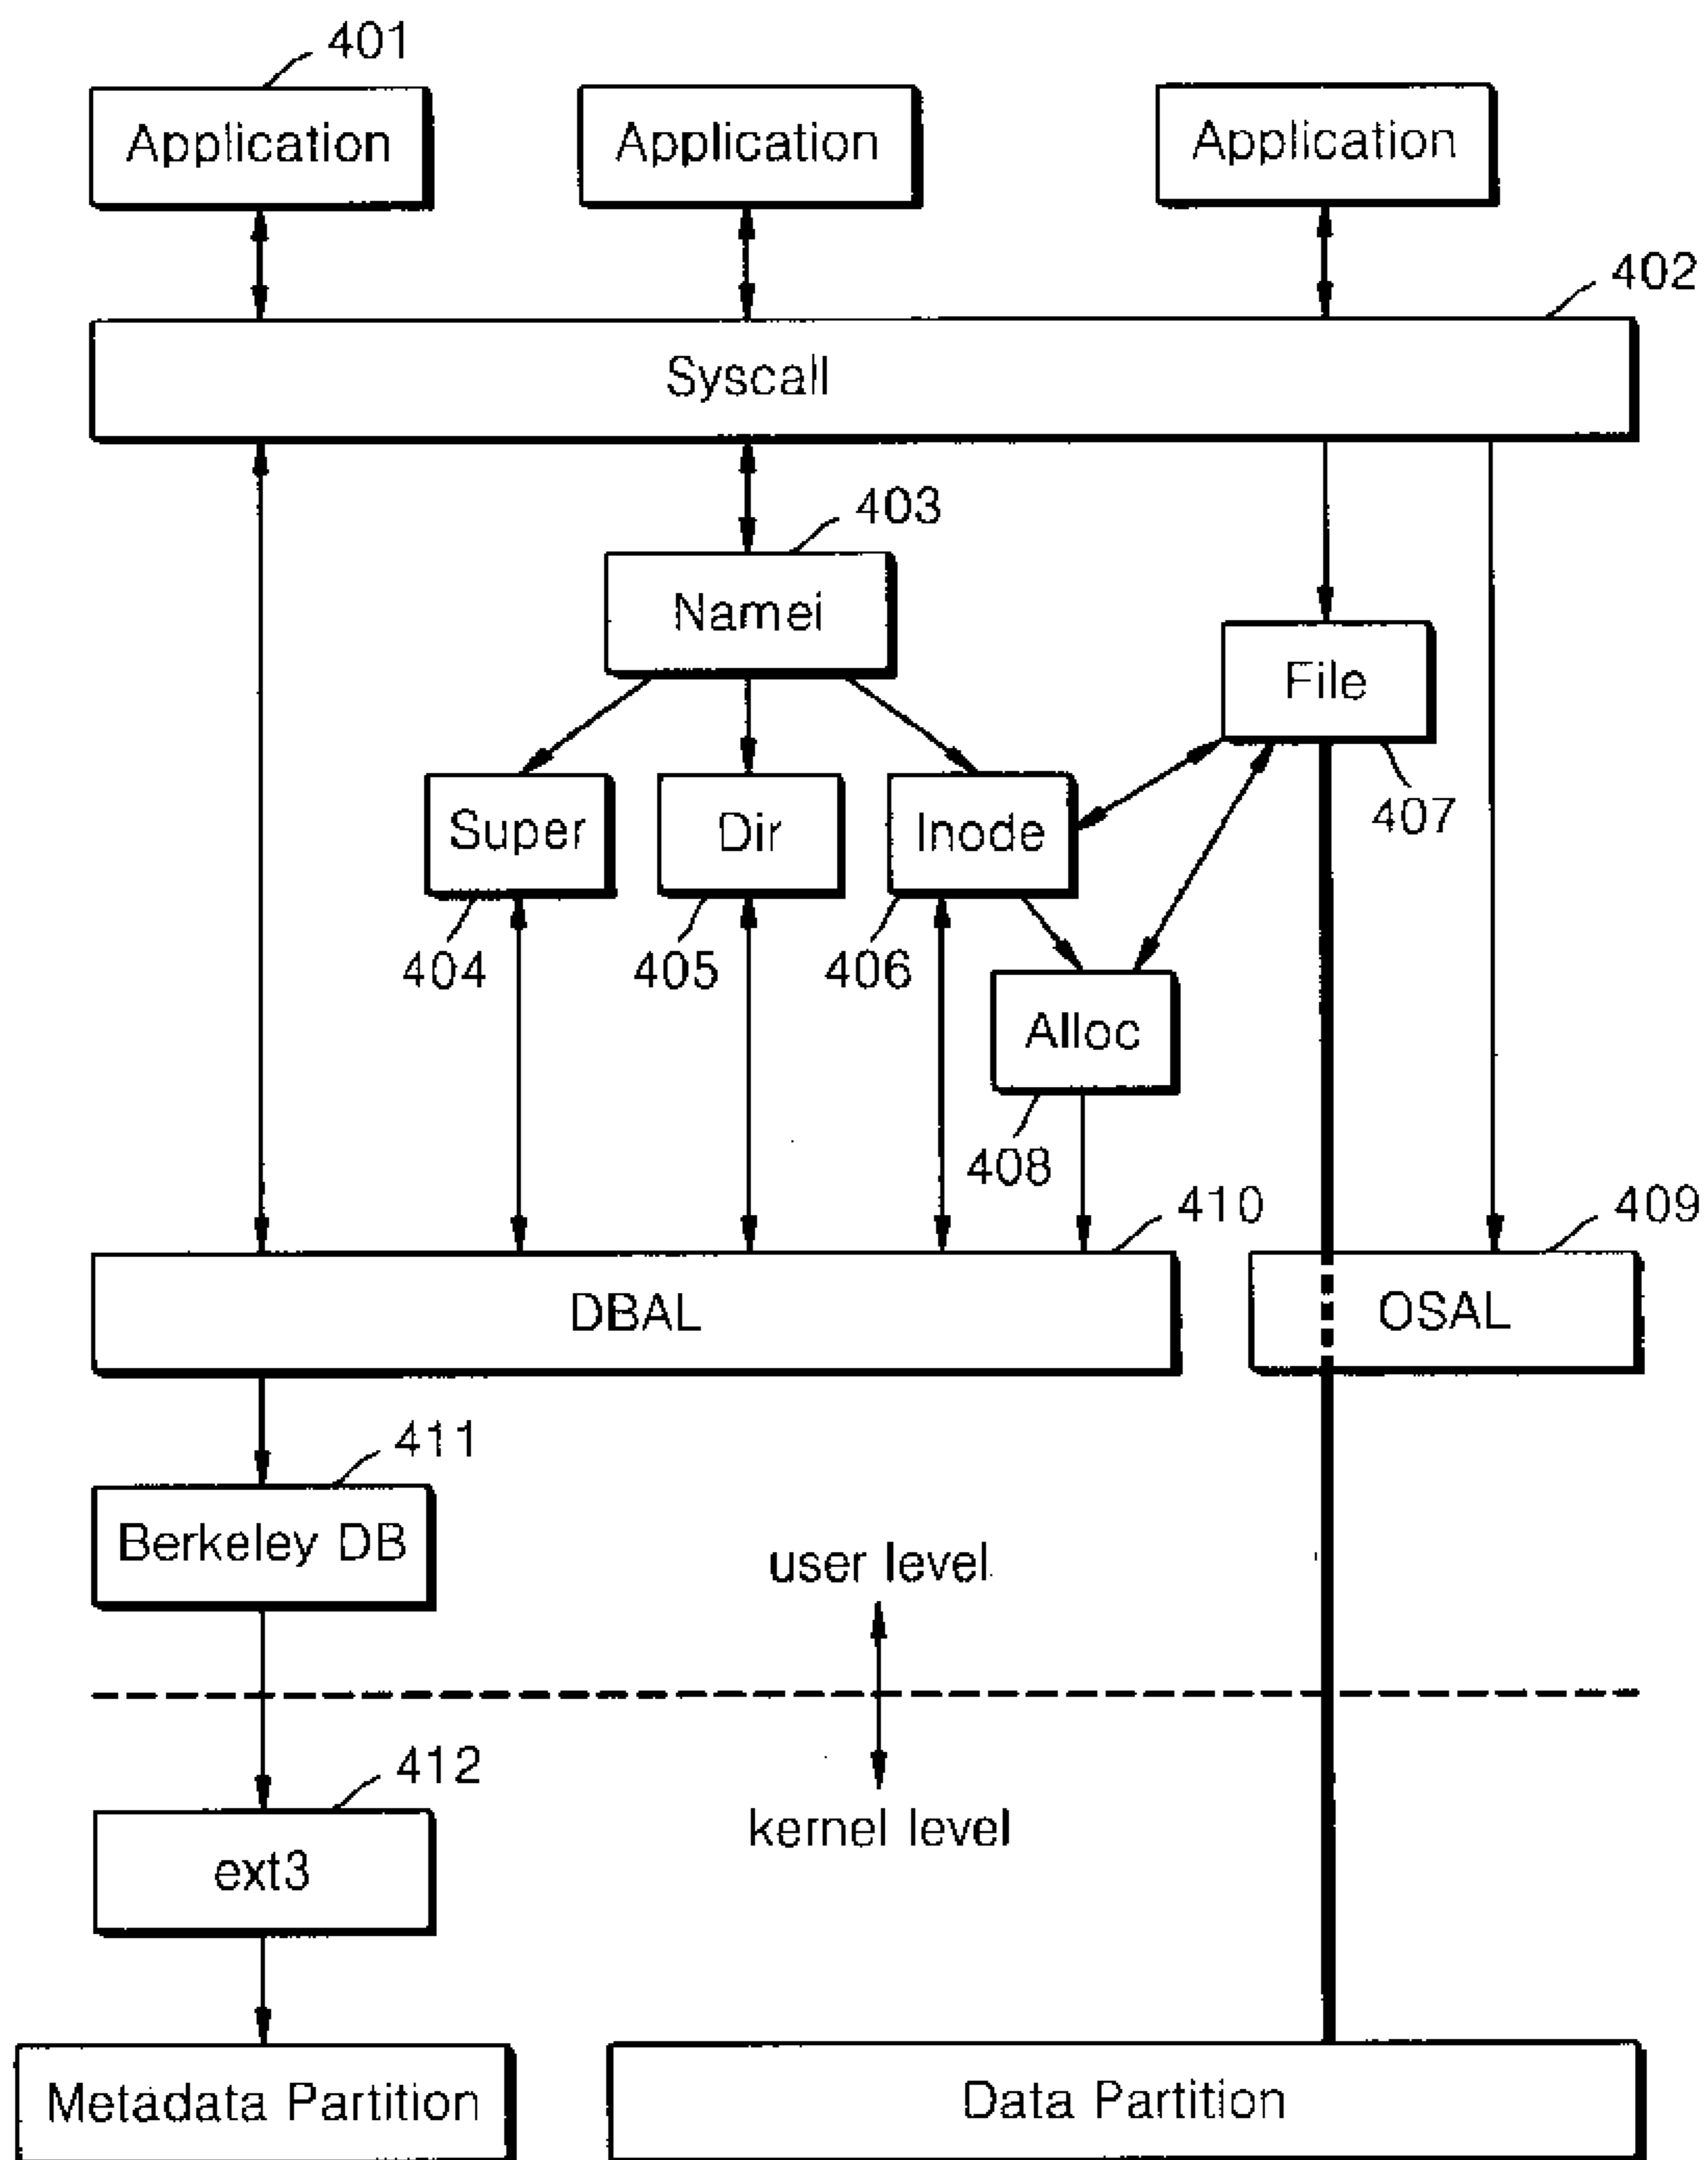 401
Application
Application
Application
402
Syscall
403
Namei
File
407
Super
Dir
Inode
404
405
406
Alloc
408
410
409
DBAL
OSAL
411
Berkeley DB
user level
412
kernel level
ext3
Metadata Partition
Data Partition